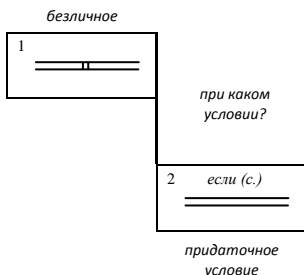 безличное
1
при каком
условии?
2 если (с.)
придаточное
условие